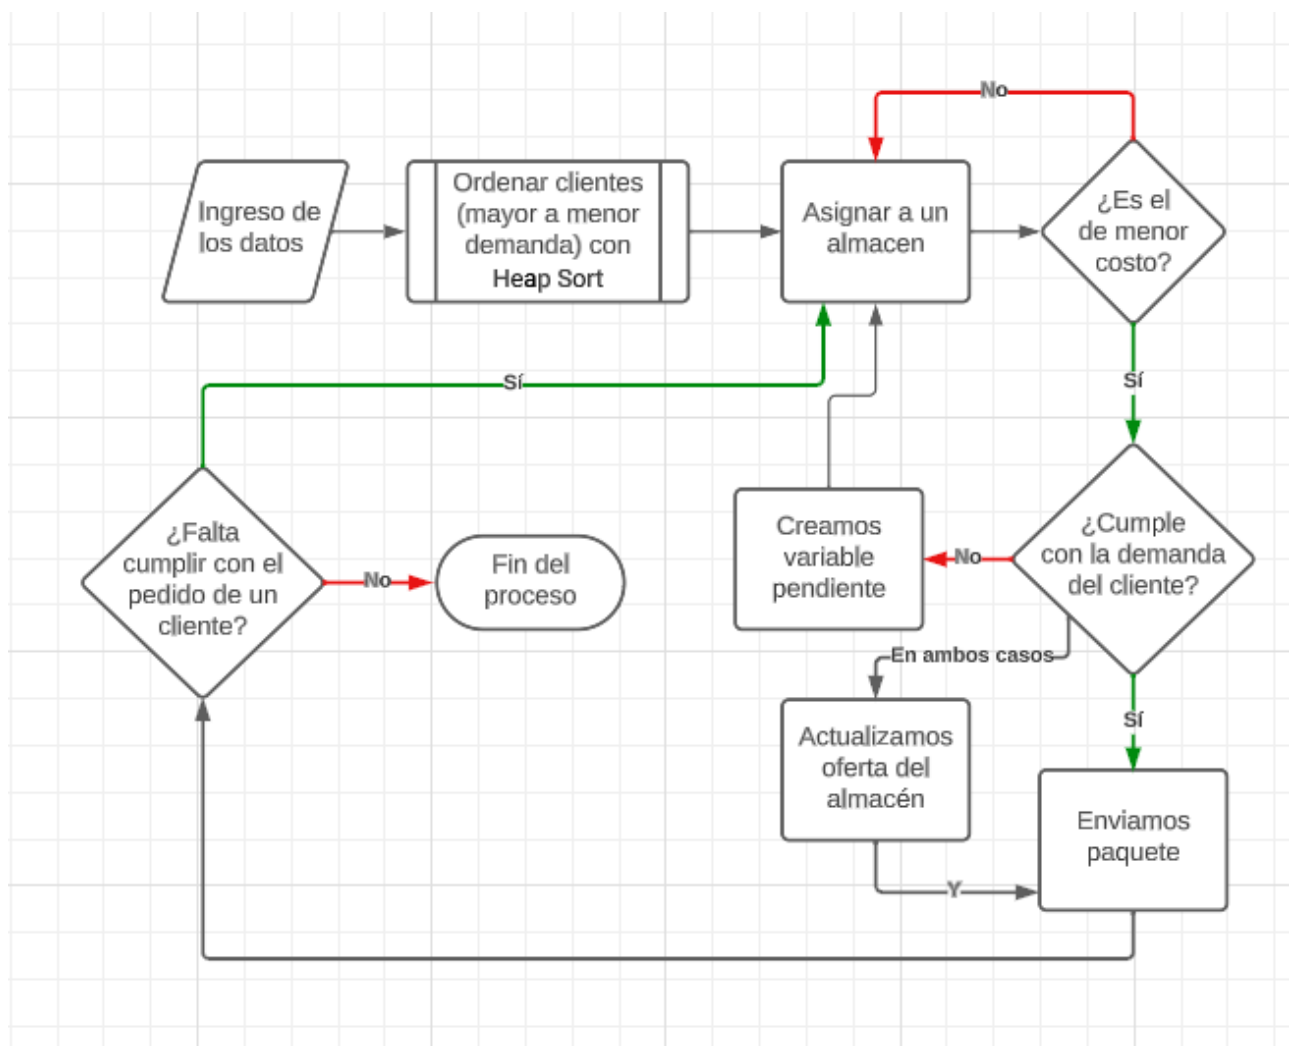 No
Ingreso de
los datos
Ordenar clientes
(mayor a menor
demanda) con
Heap Sort
Asignar a un
almacen
¿Es el
de menor
costo?
Sí
Sí
¿Falta
cumplir con el
pedido de un
cliente?
No
Fin del
proceso
Creamos
variable
pendiente
No
¿Cumple
con la demanda
del cliente?
En ambos casos
Sí
Actualizamos
oferta del
almacén
Enviamos
paquete
Y